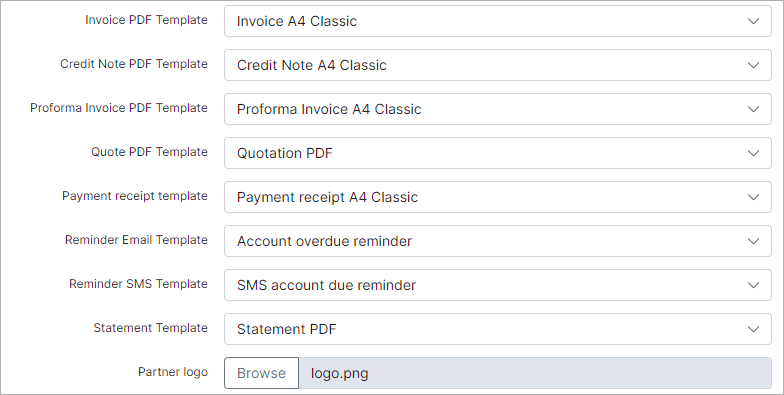 Invoice PDF Template Invoice A4 Classic
Credit Note PDF Template Credit Note A4 Classic
Proforma Invoice PDF Template Proforma Invoice A4 Classic
Quote PDF Template Quotation PDF
Payment receipt template Payment receipt A4 Classic
Reminder Email Template Account overdue reminder
Reminder SMS Template SMS account due reminder
Statement Template Statement PDF
Partner logo Browse logo.png